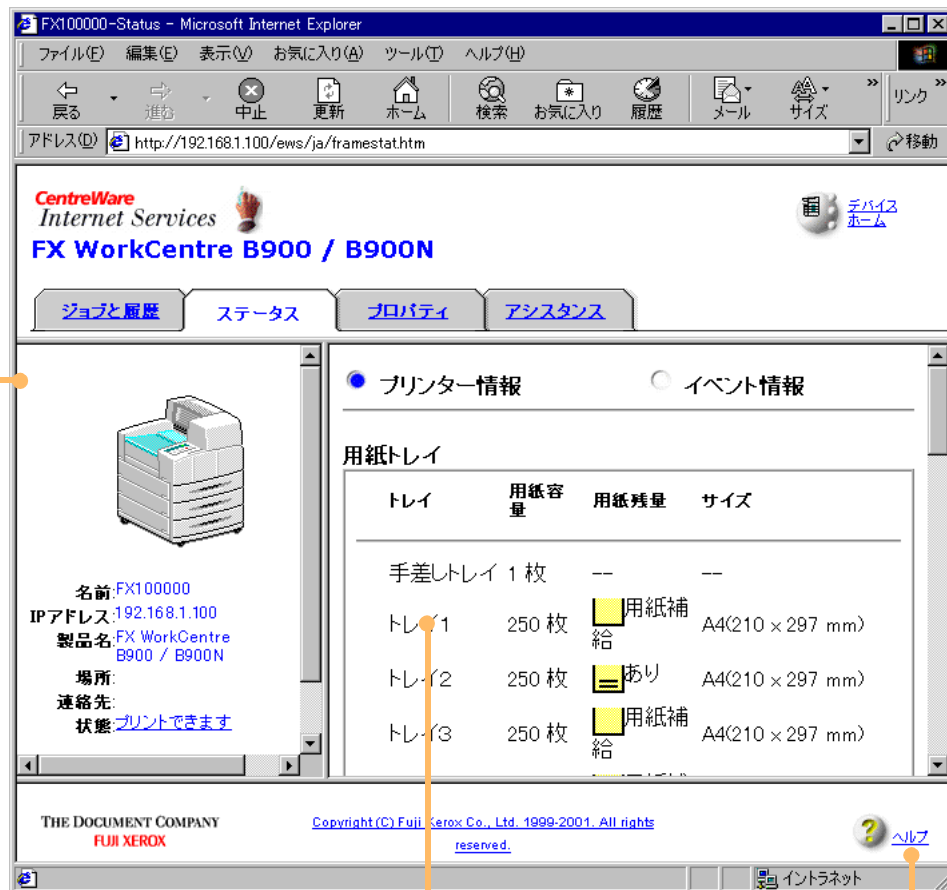 FX100000-Status - Microsoft Internet Explorer
ファイル(F) 編集(E) 表示(V) お気に入り(A) ツール(T) ヘルプ(H)
戻る 進む 中止 更新 ホーム 検索 お気に入り 履歴 メール サイズ リンク
アドレス(D) http://192.168.1.100/ews/ja/framestat.htm 移動
CentreWare
Internet Services
FX WorkCentre B900 / B900N
デバイス
ホーム
ジョブと履歴 ステータス プロパティ アシスタンス
名前:FX100000
IPアドレス:192.168.1.100
製品名:FX WorkCentre
B900 / B900N
場所:
連絡先:
状態:プリントできます
プリンター情報 イベント情報
用紙トレイ
トレイ 用紙容
量 用紙残量 サイズ
手差しトレイ 1 枚 -- --
トレイ1 250 枚 用紙補
給 A4(210 × 297 mm)
トレイ2 250 枚 あり A4(210 × 297 mm)
トレイ3 250 枚 用紙補
給 A4(210 × 297 mm)
THE DOCUMENT COMPANY
FUJI XEROX
Copyright (C) Fuji Xerox Co., Ltd. 1999-2001. All rights
reserved.
ヘルプ
イントラネット